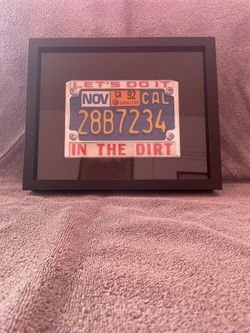 LET'S DO IT
NOV CA 92 CAL
28B7234
IN THE DIRT